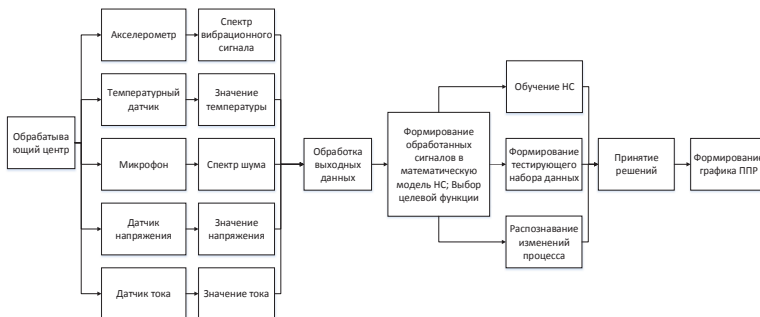 Обрабатыва
ющий центр
Акселерометр
Спектр
вибрационного
сигнала
Температурный
датчик
Значение
температуры
Микрофон
Спектр шума
Датчик
напряжения
Значение
напряжения
Датчик тока
Значение тока
Обработка
выходных
данных
Формирование
обработанных
сигналов в
математическую
модель НС; Выбор
целевой функции
Обучение НС
Формирование
тестирующего
набора данных
Распознавание
изменений
процесса
Принятие
решений
Формирование
графика ППР